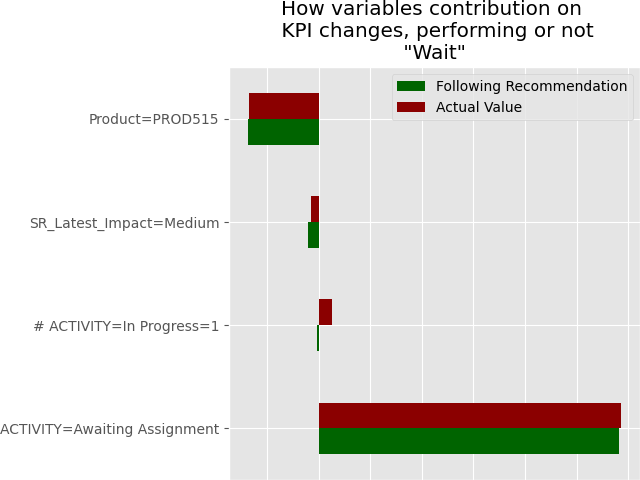 How variables contribution on
KPI changes, performing or not
"Wait"
Following Recommendation
Actual Value
Product=PROD515
SR_Latest_Impact=Medium
# ACTIVITY=In Progress=1
ACTIVITY=Awaiting Assignment